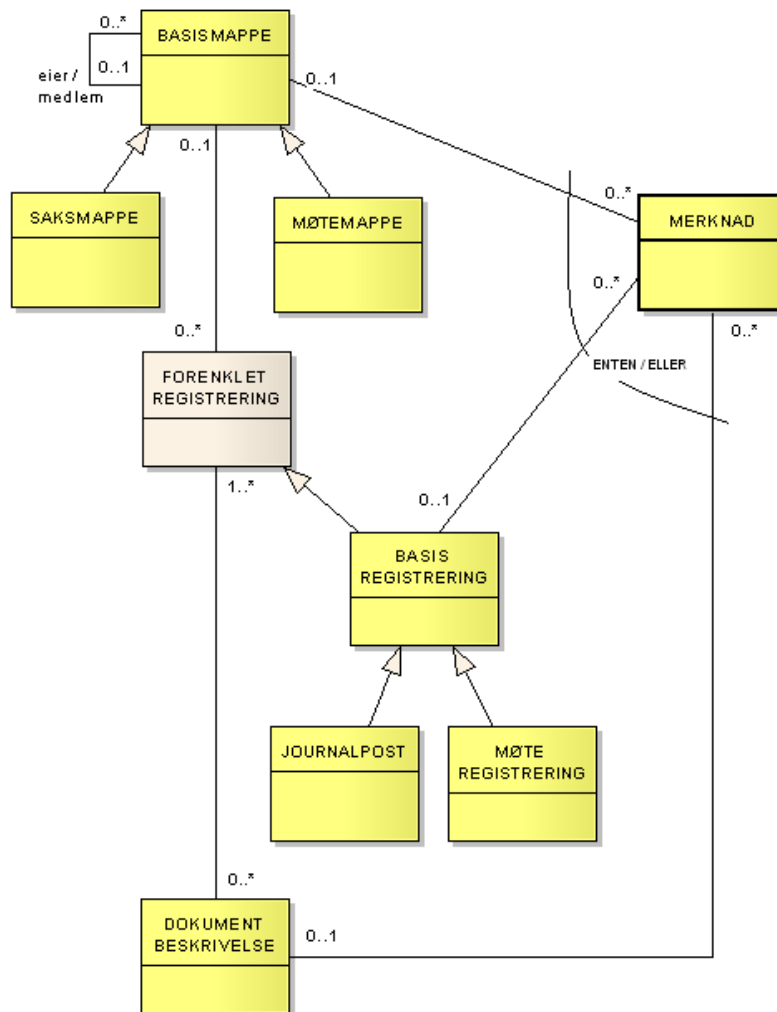 0..*
BASISMAPPE
0..1
eier /
medlem
0..1
0..1
SAKSMAPPE
MØTEMAPPE
0..*
MERKNAD
0..*
0..*
0..*
ENTEN / ELLER
FORENKLET
REGISTRERING
1..*
0..1
BASIS
REGISTRERING
JOURNALPOST
MØTE
REGISTRERING
0..*
DOKUMENT
BESKRIVELSE
0..1